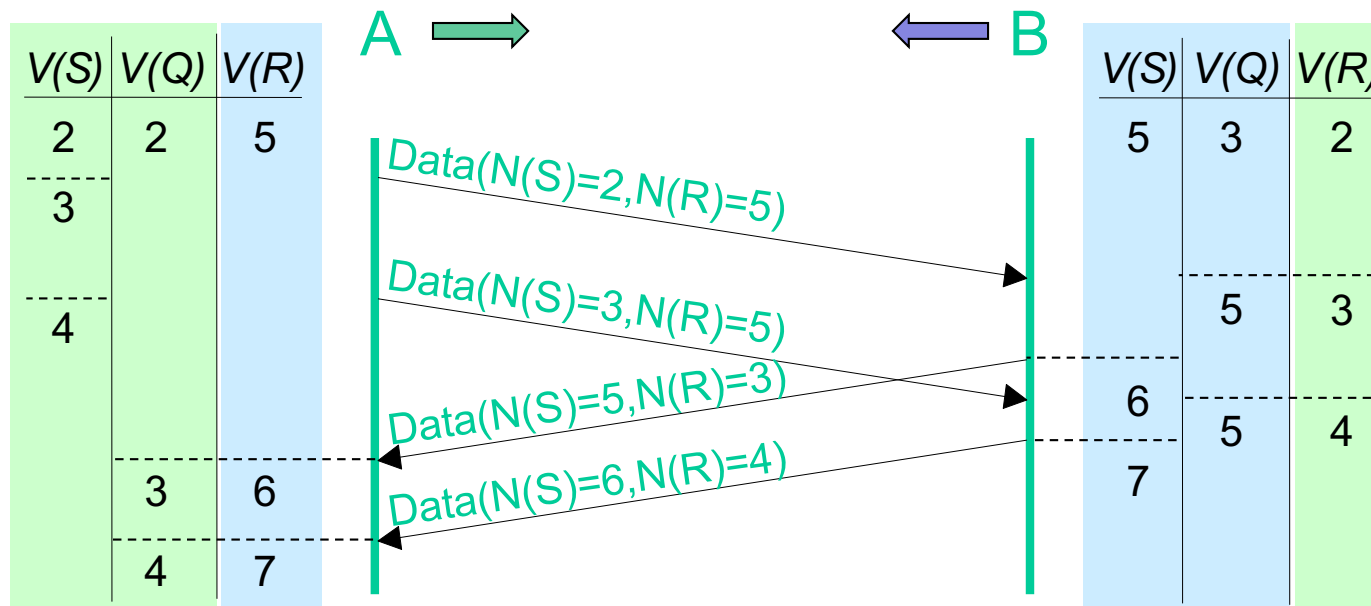 A B
V(S) V(Q) V(R) V(S) V(Q) V(R)
2 2 5 5 3 2
Data(N(S)=2,N(R)=5)
3
Data(N(S)=3,N(R)=5)
5 3
4
Data(N(S)=5,N(R)=3)
6
5 4
Data(N(S)=6,N(R)=4)
3 6 7
4 7